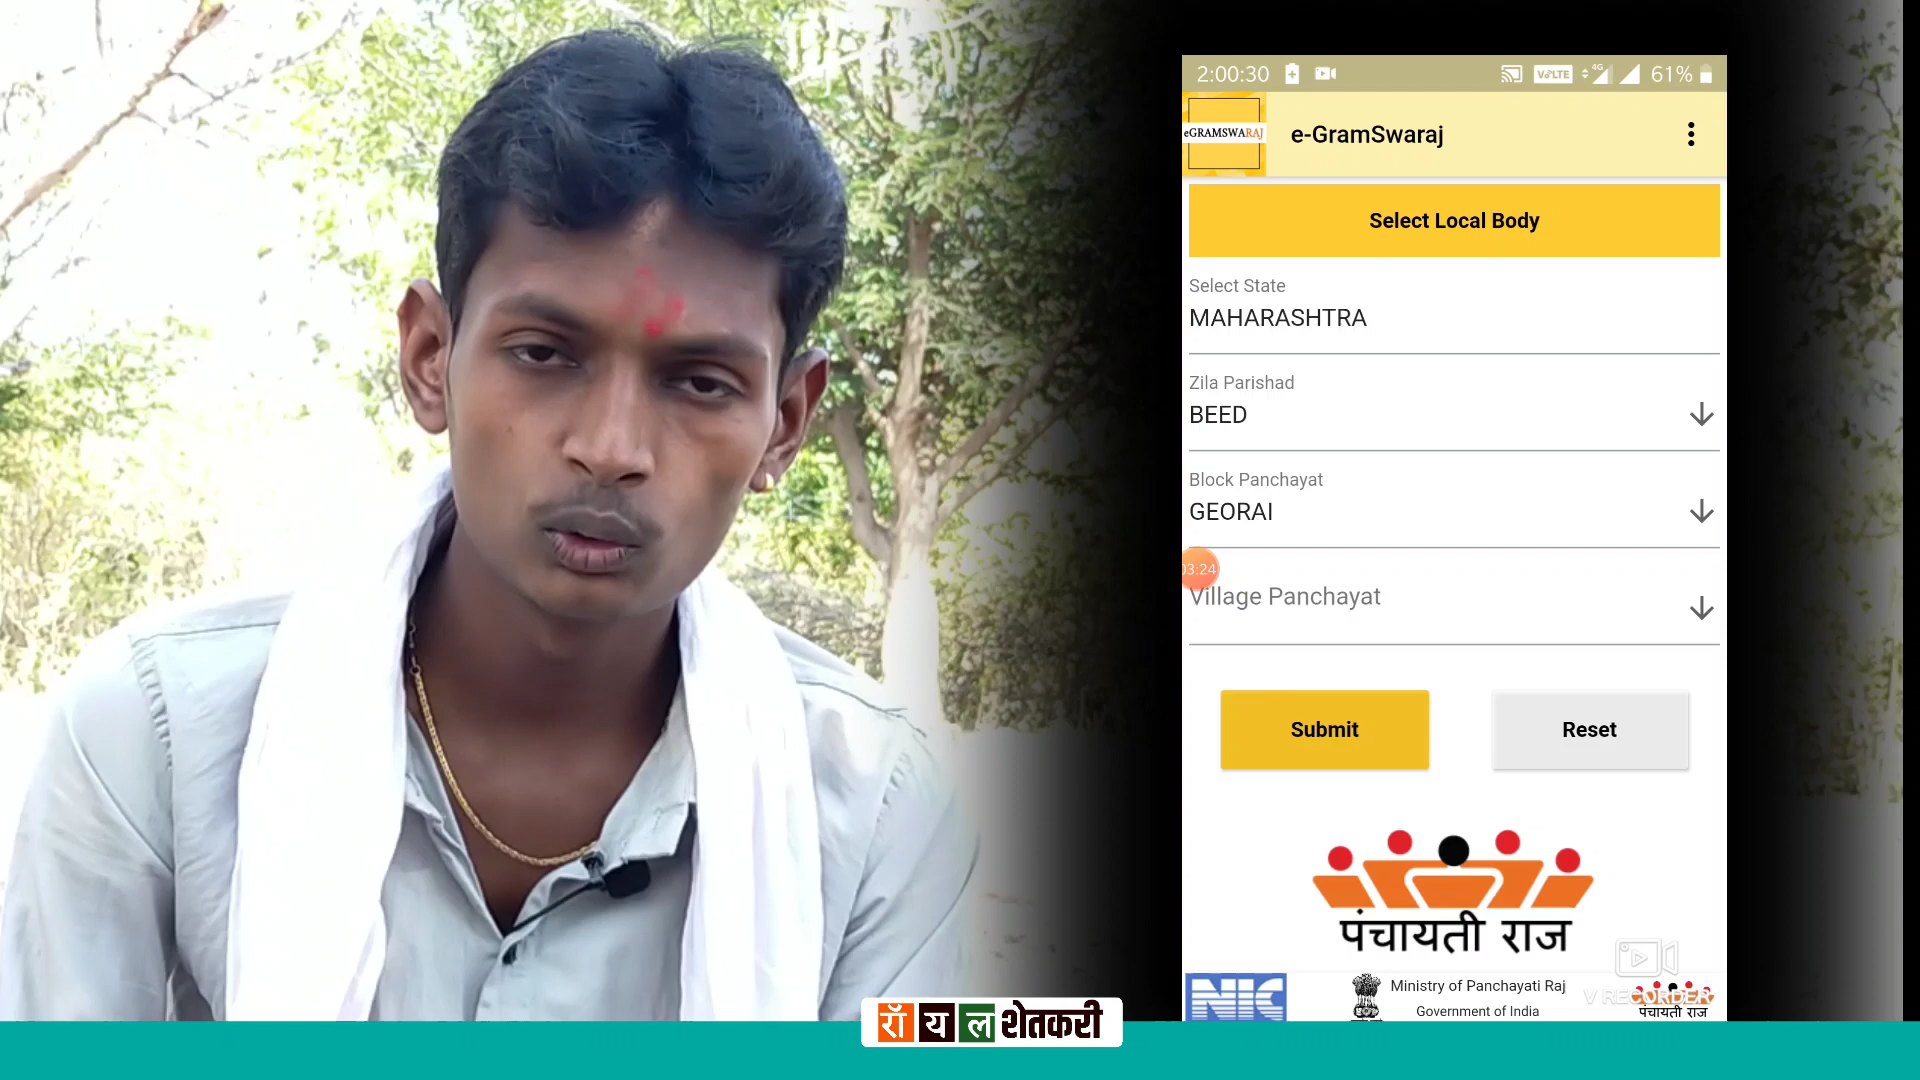 2:00:30
VoLTE 4G 61%
eGRAMSWARAJ
e-GramSwaraj
Select Local Body
Select State
MAHARASHTRA
Zila Parishad
BEED
Block Panchayat
GEORAI
03:24
Village Panchayat
Submit
Reset
पंचायती राज
NIC
Ministry of Panchayati Raj
Government of India
V RECORDER
पंचायती राज
रॉयल शेतकरी